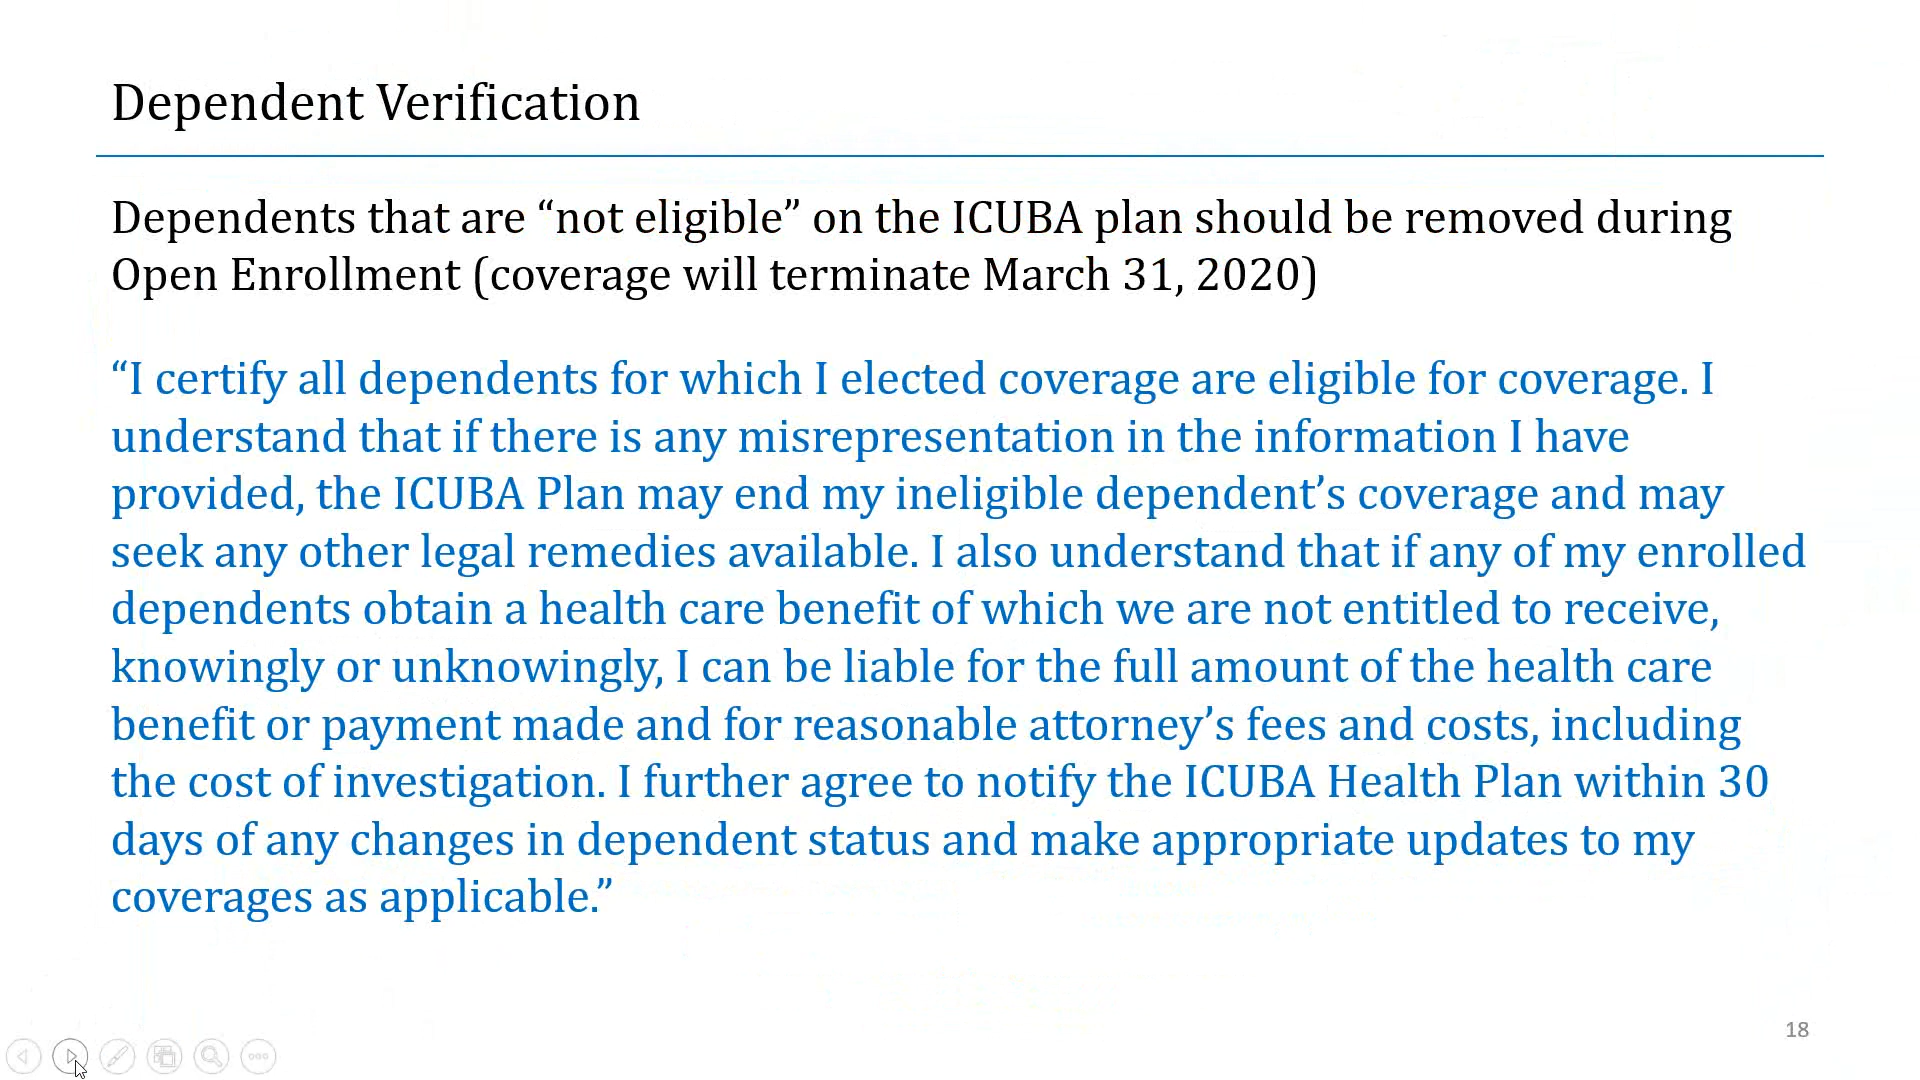 Dependent Verification
Dependents that are “not eligible” on the ICUBA plan should be removed during
Open Enrollment (coverage will terminate March 31, 2020)
“I certify all dependents for which I elected coverage are eligible for coverage. I
understand that if there is any misrepresentation in the information I have
provided, the ICUBA Plan may end my ineligible dependent’s coverage and may
seek any other legal remedies available. I also understand that if any of my enrolled
dependents obtain a health care benefit of which we are not entitled to receive,
knowingly or unknowingly, I can be liable for the full amount of the health care
benefit or payment made and for reasonable attorney’s fees and costs, including
the cost of investigation. I further agree to notify the ICUBA Health Plan within 30
days of any changes in dependent status and make appropriate updates to my
coverages as applicable.”
18